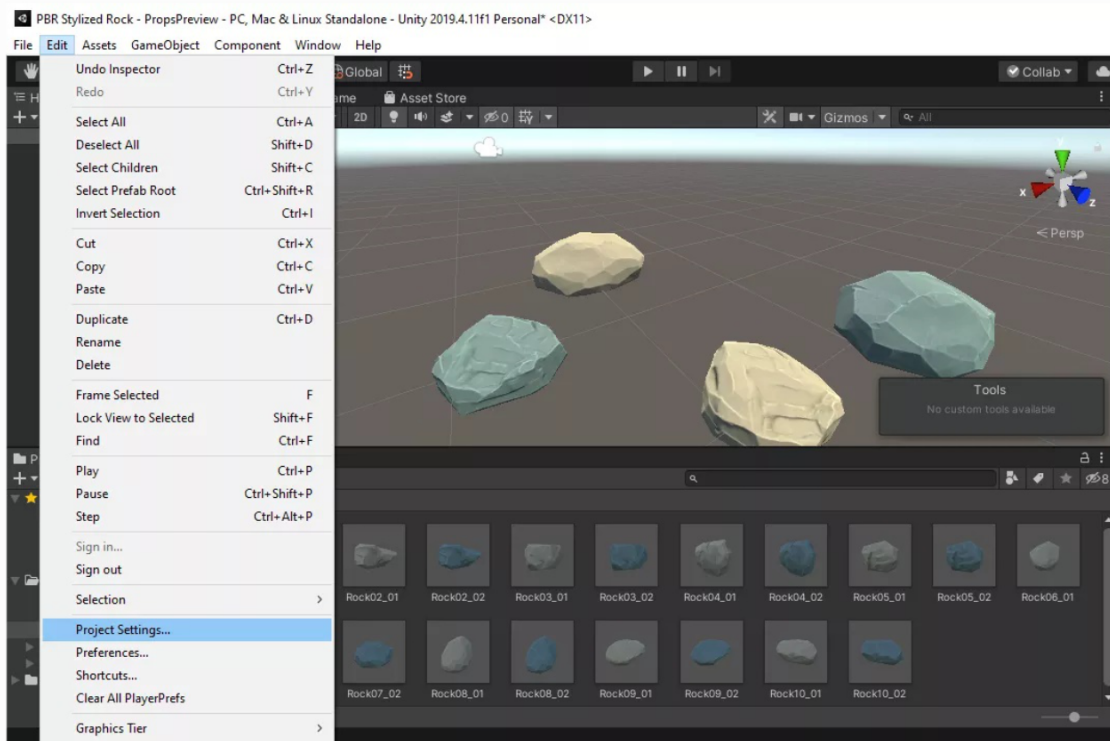 PBR Stylized Rock - PropsPreview - PC, Mac & Linux Standalone - Unity 2019.4.11f1 Personal* <DX11>
File Edit Assets GameObject Component Window Help
Undo Inspector Ctrl+Z
Redo Ctrl+Y
Select All Ctrl+A
Deselect All Shift+D
Select Children Shift+C
Select Prefab Root Ctrl+Shift+R
Invert Selection Ctrl+I
Cut Ctrl+X
Copy Ctrl+C
Paste Ctrl+V
Duplicate Ctrl+D
Rename
Delete
Frame Selected F
Lock View to Selected Shift+F
Find Ctrl+F
Play Ctrl+P
Pause Ctrl+Shift+P
Step Ctrl+Alt+P
Sign in...
Sign out
Selection
Project Settings...
Preferences...
Shortcuts...
Clear All PlayerPrefs
Graphics Tier
Global
Collab
H
ame Asset Store
2D 0 Gizmos All
y
x
z
Persp
Tools
No custom tools available
P
8
Rock02_01 Rock02_02 Rock03_01 Rock03_02 Rock04_01 Rock04_02 Rock05_01 Rock05_02 Rock06_01
Rock07_02 Rock08_01 Rock08_02 Rock09_01 Rock09_02 Rock10_01 Rock10_02